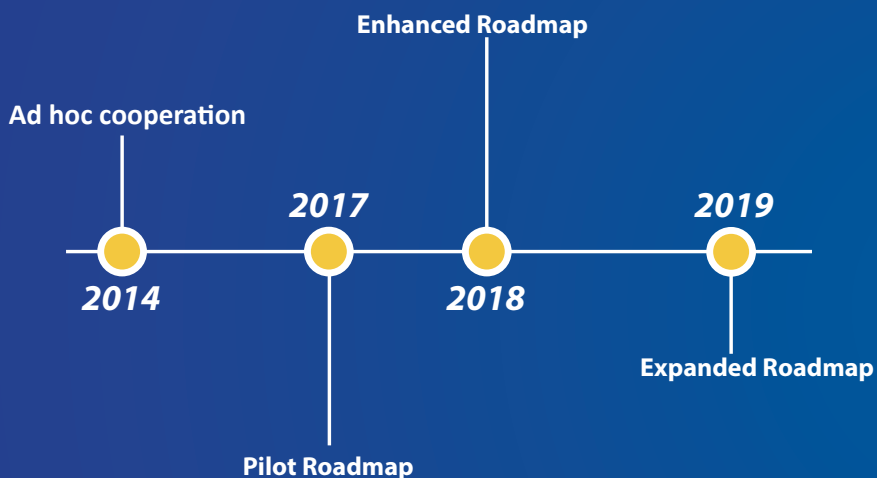 Enhanced Roadmap
Ad hoc cooperation
2017
2019
2014
2018
Expanded Roadmap
Pilot Roadmap